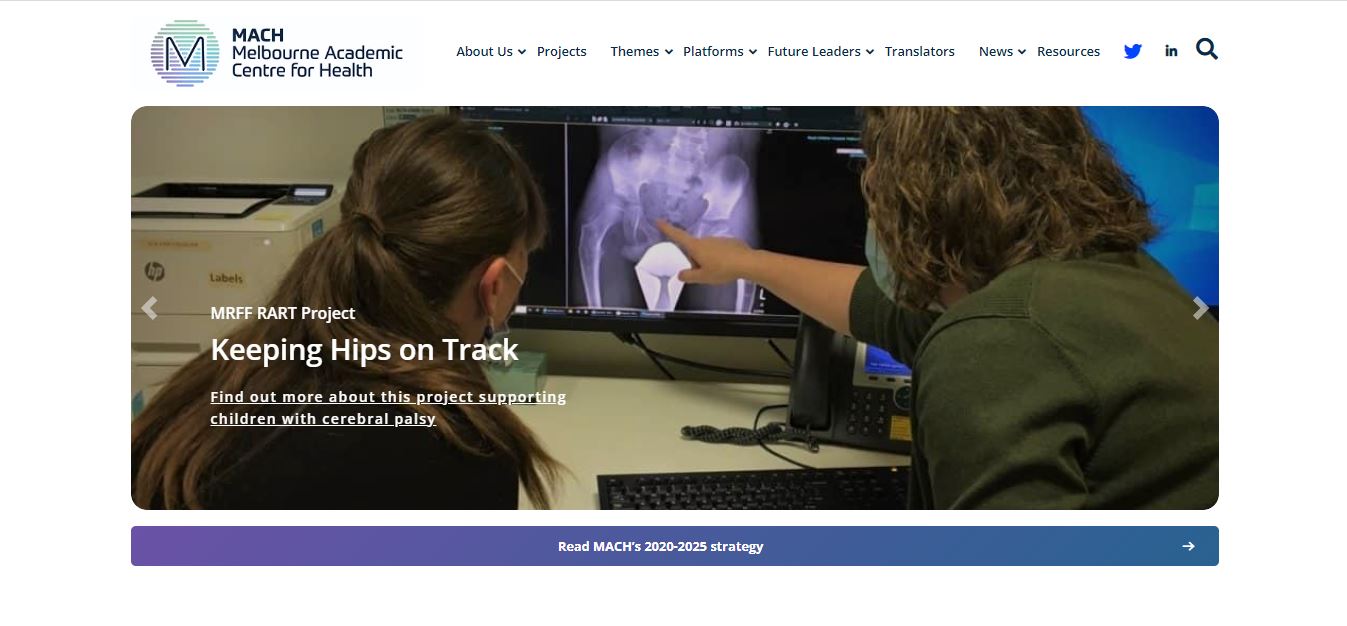 MACH
Melbourne Academic
Centre for Health
About Us
Projects
Themes
Platforms
Future Leaders
Translators
News
Resources
in
hp
Labels
L
MRFF RART Project
Keeping Hips on Track
Find out more about this project supporting
children with cerebral palsy
Read MACH's 2020-2025 strategy